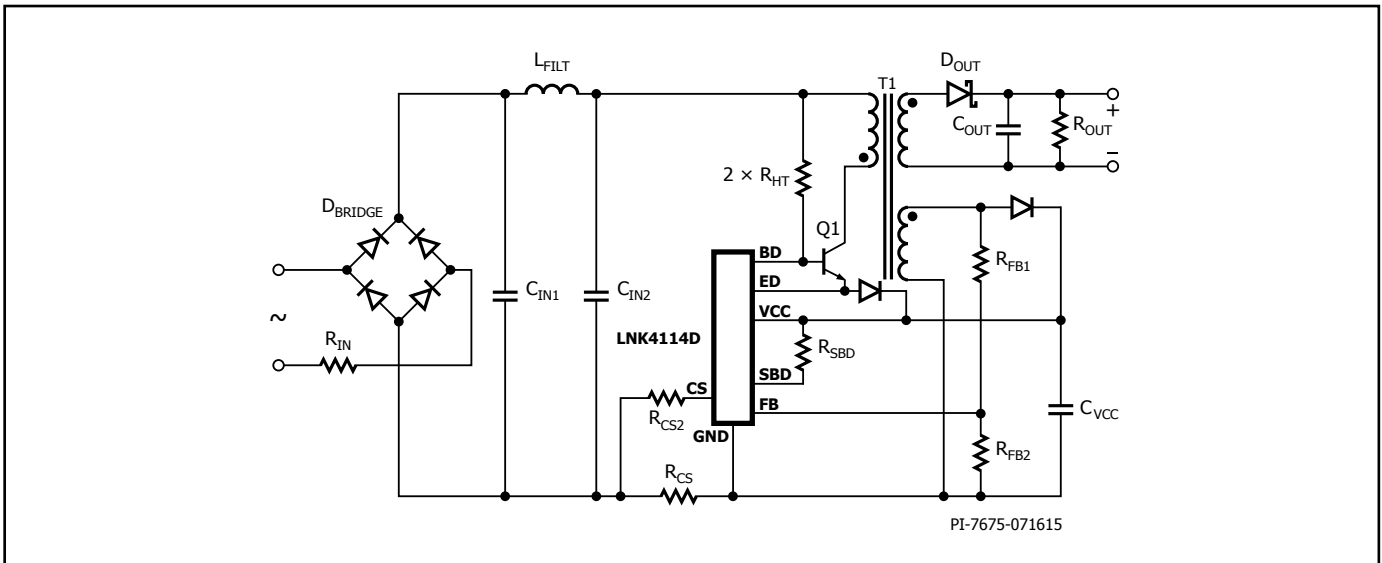 L_FILT
D_OUT
T1
C_OUT
R_OUT
+
–
2 × R_HT
D_BRIDGE
Q1
BD
R_FB1
ED
C_IN1
C_IN2
VCC
~
LNK4114D
R_SBD
R_IN
SBD
CS
FB
C_VCC
R_CS2
GND
R_FB2
R_CS
PI-7675-071615